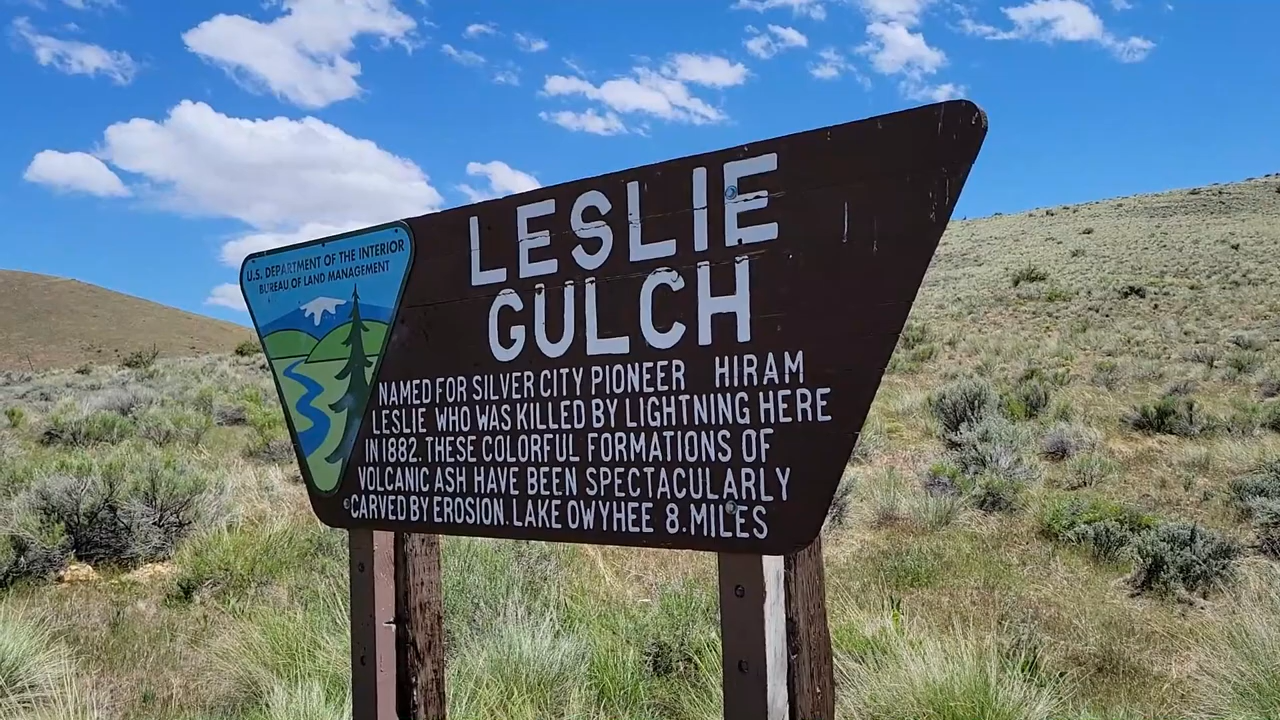 U.S. DEPARTMENT OF THE INTERIOR
BUREAU OF LAND MANAGEMENT
LESLIE
GULCH
NAMED FOR SILVER CITY PIONEER HIRAM
LESLIE WHO WAS KILLED BY LIGHTNING HERE
IN 1882. THESE COLORFUL FORMATIONS OF
VOLCANIC ASH HAVE BEEN SPECTACULARLY
CARVED BY EROSION. LAKE OWYHEE 8.MILES